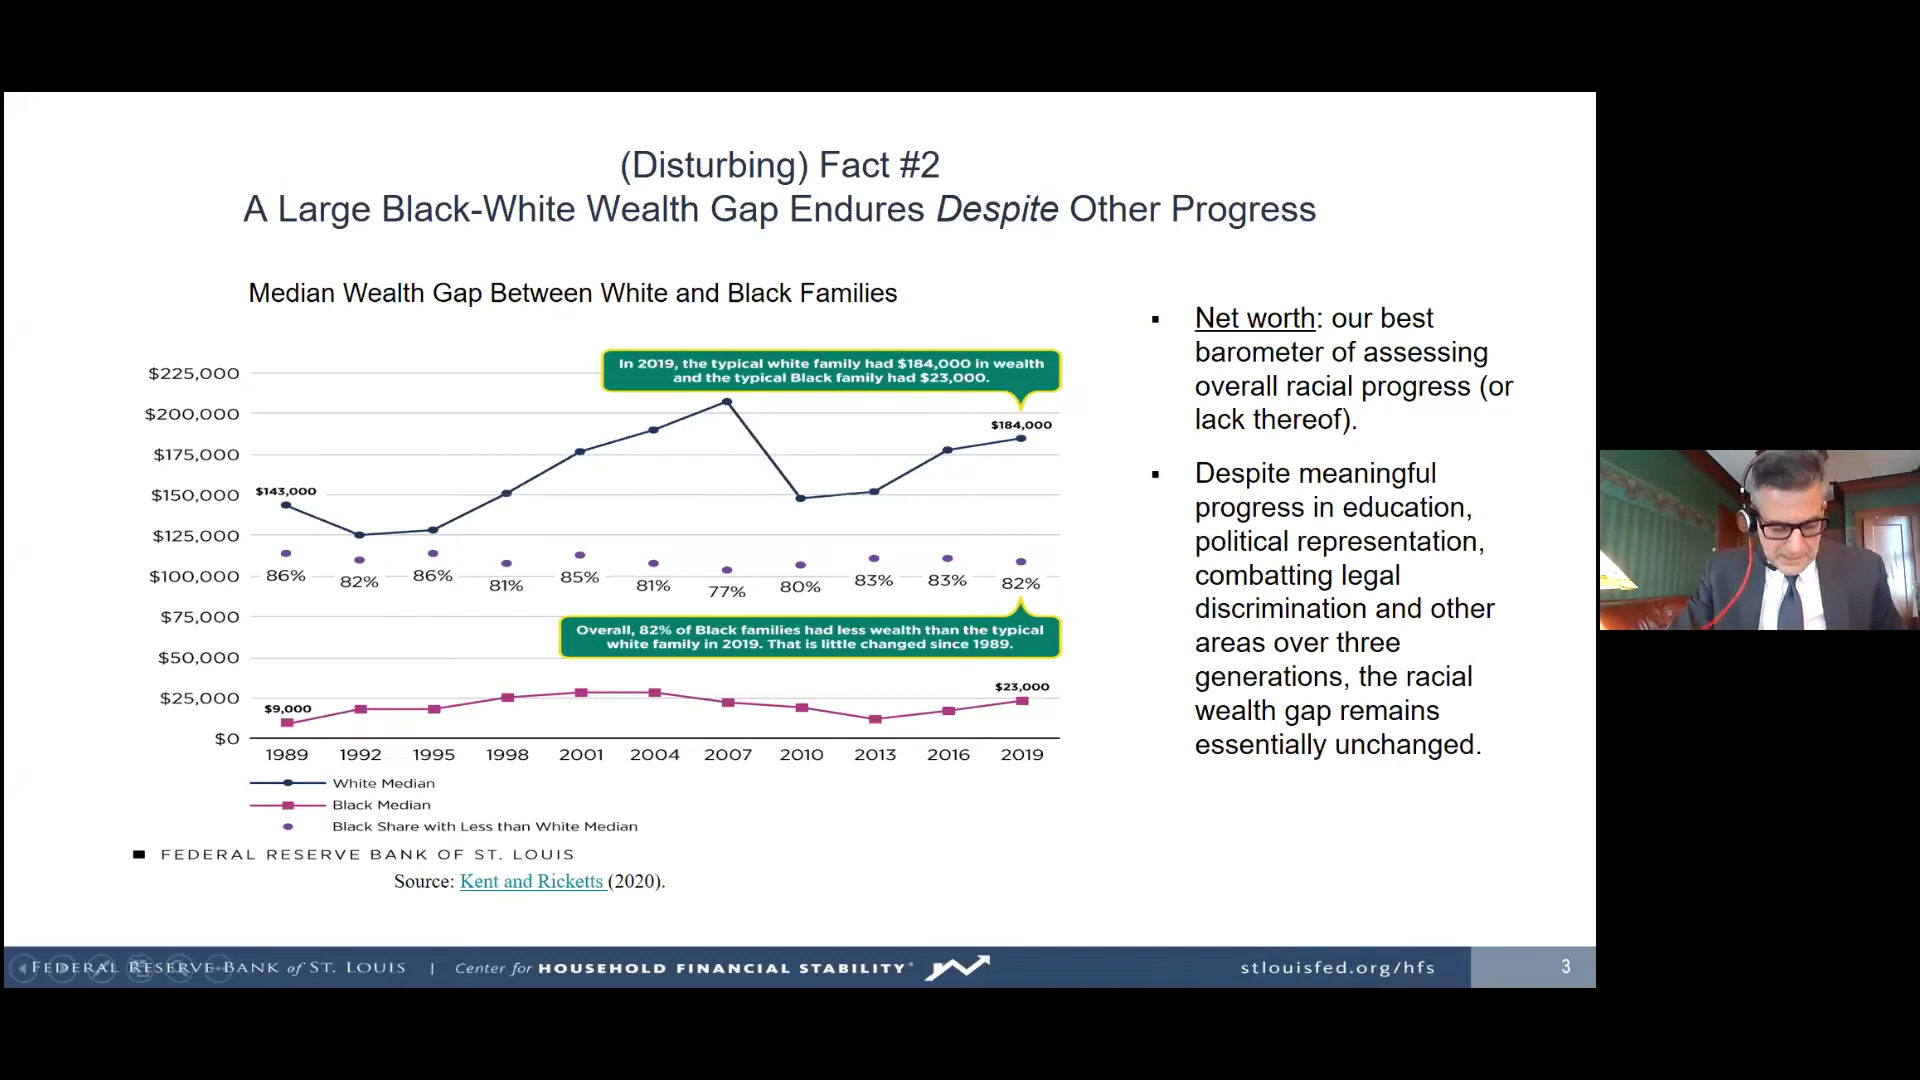 (Disturbing) Fact #2
A Large Black-White Wealth Gap Endures Despite Other Progress
Median Wealth Gap Between White and Black Families
$225,000
$200,000
$175,000
$150,000
$125,000
$100,000
$75,000
$50,000
$25,000
$0
In 2019, the typical white family had $184,000 in wealth
and the typical Black family had $23,000.
$184,000
$143,000
86% 82% 86% 81% 85% 81% 77% 80% 83% 83% 82%
Overall, 82% of Black families had less wealth than the typical
white family in 2019. That is little changed since 1989.
$23,000
$9,000
1989 1992 1995 1998 2001 2004 2007 2010 2013 2016 2019
White Median
Black Median
Black Share with Less than White Median
FEDERAL RESERVE BANK OF ST. LOUIS
Source: Kent and Ricketts (2020).
▪ Net worth: our best
barometer of assessing
overall racial progress (or
lack thereof).
▪ Despite meaningful
progress in education,
political representation,
combatting legal
discrimination and other
areas over three
generations, the racial
wealth gap remains
essentially unchanged.
FEDERAL RESERVE BANK of ST. LOUIS | Center for HOUSEHOLD FINANCIAL STABILITY®
stlouisfed.org/hfs
3